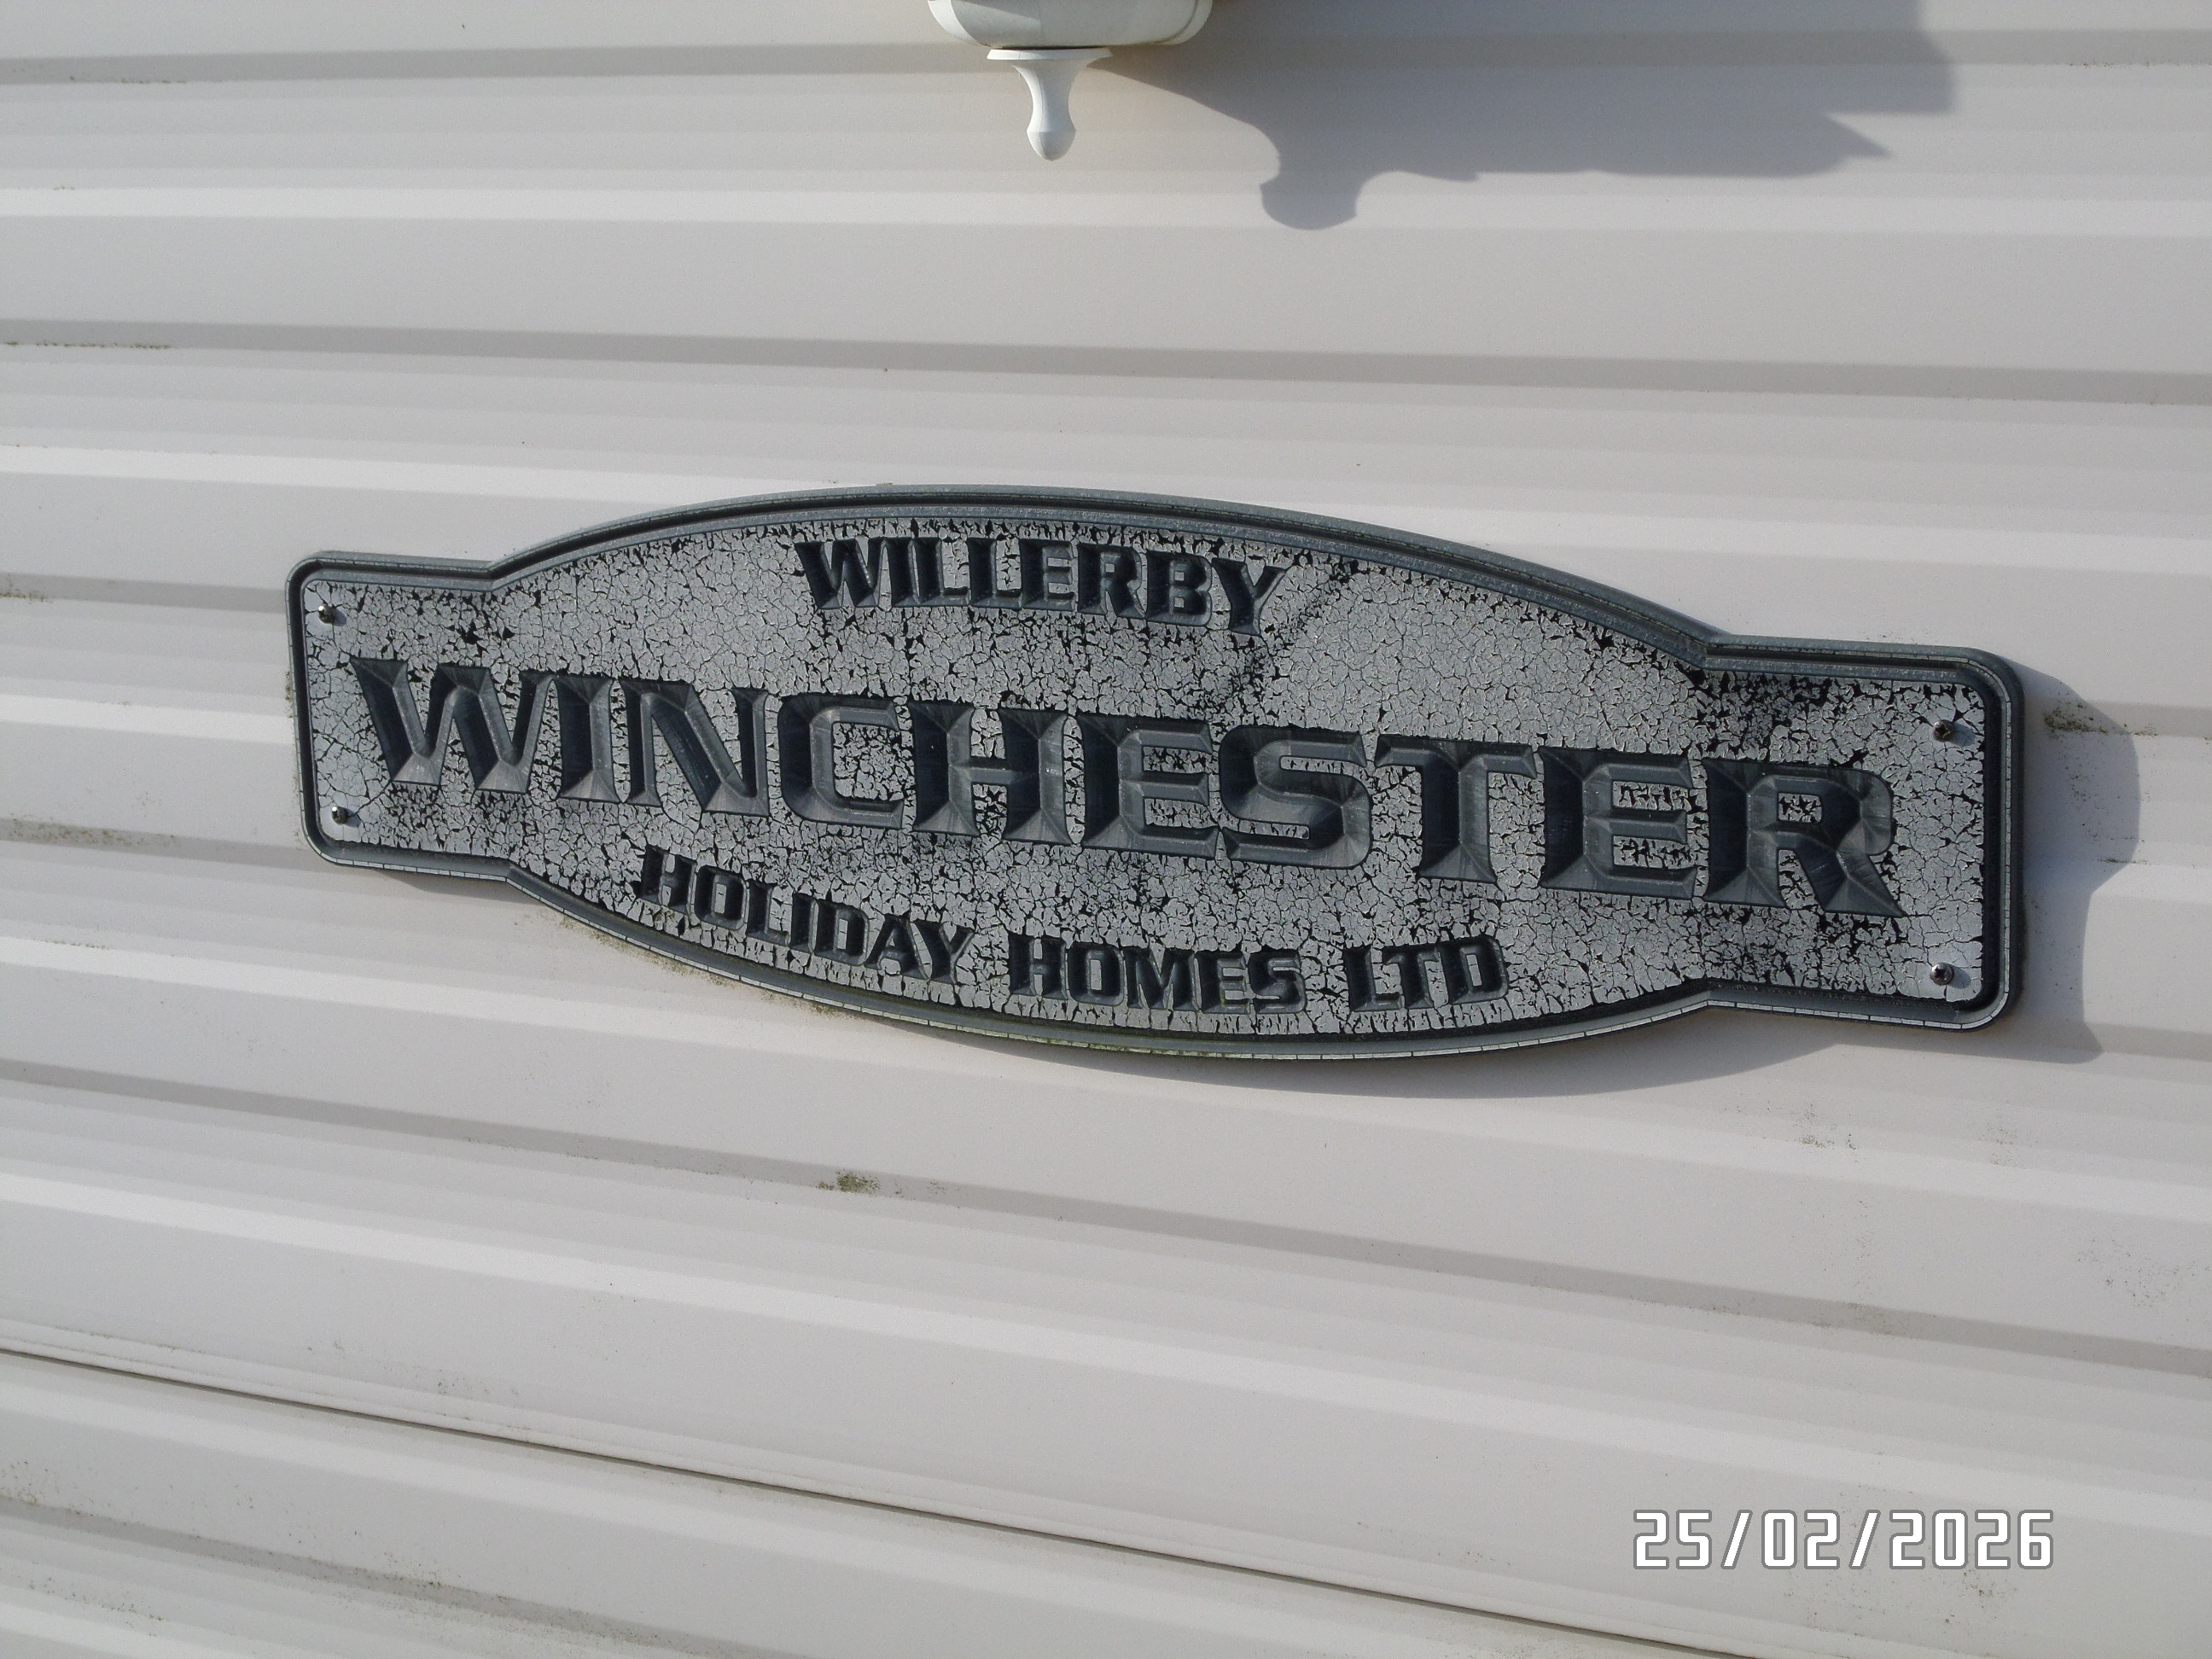 WILLERBY
WINCHESTER
HOLIDAY HOMES LTD
25/02/2026